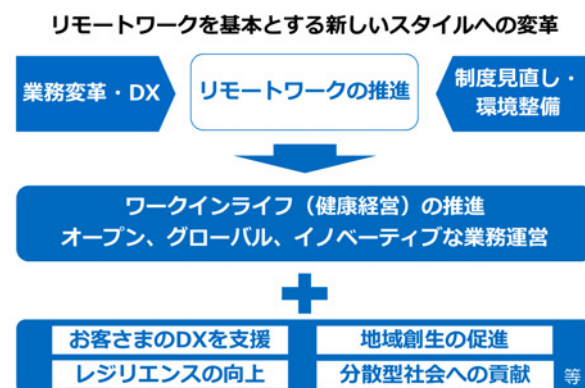 リモートワークを基本とする新しいスタイルへの変革
業務変革・DX
リモートワークの推進
制度見直し・
環境整備
ワークインライフ（健康経営）の推進
オープン、グローバル、イノベーティブな業務運営
お客さまのDXを支援
地域創生の促進
レジリエンスの向上
分散型社会への貢献
等